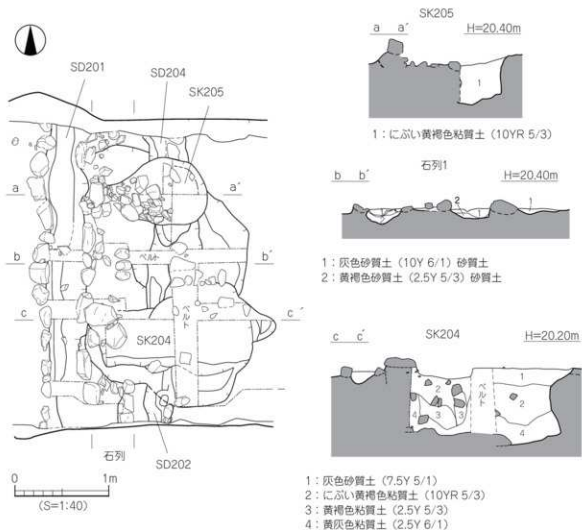 SD201
SD204
SK205
a
a´
b
b´
ベルト
c
c´
ベルト
SK204
石列
SD202
0 1m
(S=1:40)
SK205
a a´ H=20.40m
1
1：にぶい黄褐色粘質土（10YR 5/3）
石列1
b b´ 2 H=20.40m
1 1
1：灰色砂質土（10Y 6/1）砂質土
2：黄褐色砂質土（2.5Y 5/3）砂質土
c c´ SK204 H=20.20m
1
2 ベルト 2
4 3 3 4
1：灰色砂質土（7.5Y 5/1）
2：にぶい黄褐色粘質土（10YR 5/3）
3：黄褐色粘質土（2.5Y 5/3）
4：黄灰色粘質土（2.5Y 6/1）